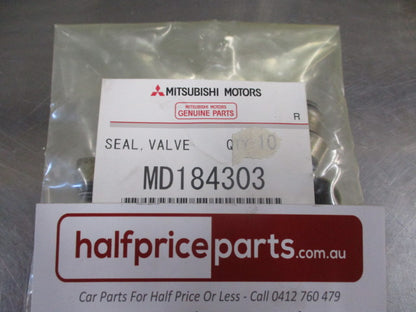 MITSUBISHI MOTORS
MITSUBISHI MOTORS
GENUINE PARTS
R
SEAL, VALVE QTY:10
MD184303
halfpriceparts.com.au
Car Parts For Half Price Or Less - Call 0412 760 479